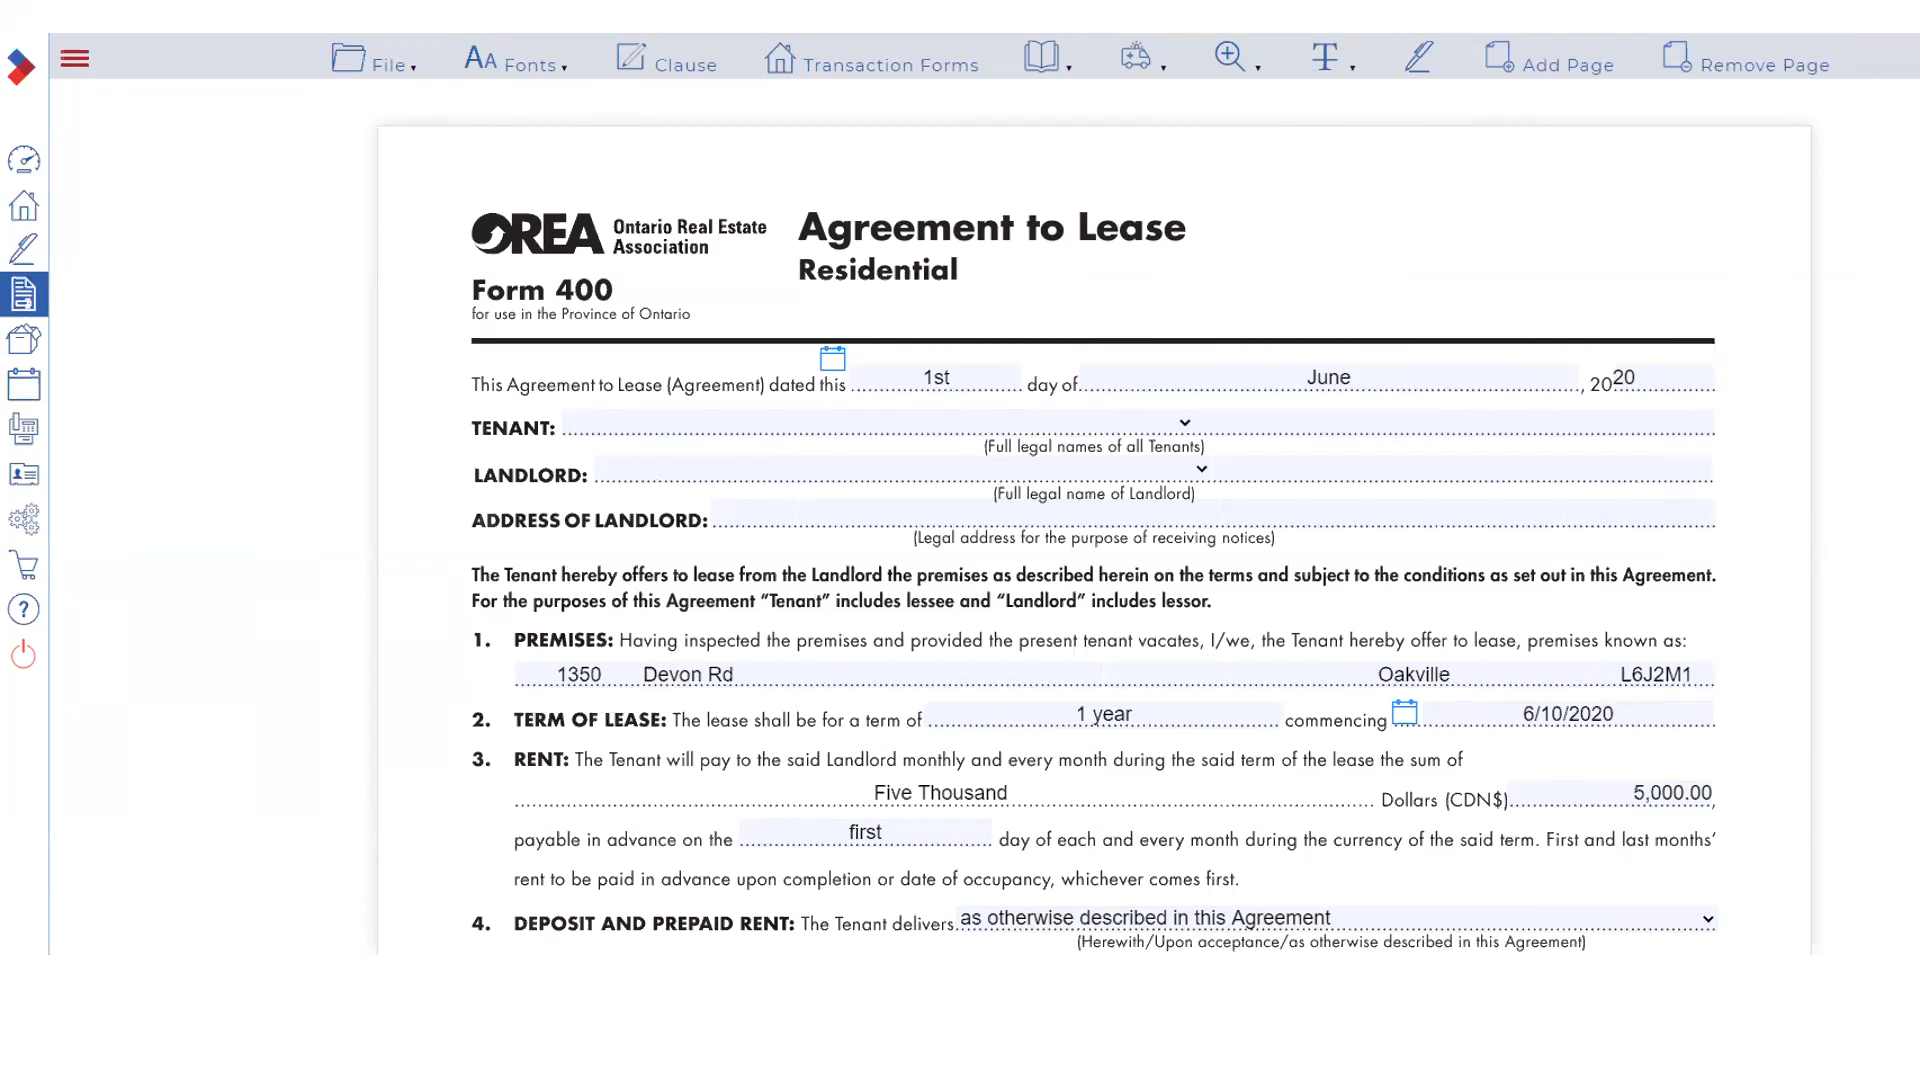 File Fonts Clause Transaction Forms Add Page Remove Page
OREA Ontario Real Estate Association
Agreement to Lease
Residential
Form 400
for use in the Province of Ontario
This Agreement to Lease (Agreement) dated this 1st day of June, 2020
TENANT:
(Full legal names of all Tenants)
LANDLORD:
(Full legal name of Landlord)
ADDRESS OF LANDLORD:
(Legal address for the purpose of receiving notices)
The Tenant hereby offers to lease from the Landlord the premises as described herein on the terms and subject to the conditions as set out in this Agreement.
For the purposes of this Agreement “Tenant” includes lessee and “Landlord” includes lessor.
1. PREMISES: Having inspected the premises and provided the present tenant vacates, I/we, the Tenant hereby offer to lease, premises known as:
1350 Devon Rd Oakville L6J2M1
2. TERM OF LEASE: The lease shall be for a term of 1 year commencing 6/10/2020
3. RENT: The Tenant will pay to the said Landlord monthly and every month during the said term of the lease the sum of
Five Thousand Dollars (CDN$) 5,000.00,
payable in advance on the first day of each and every month during the currency of the said term. First and last months’
rent to be paid in advance upon completion or date of occupancy, whichever comes first.
4. DEPOSIT AND PREPAID RENT: The Tenant delivers as otherwise described in this Agreement
(Herewith/Upon acceptance/as otherwise described in this Agreement)